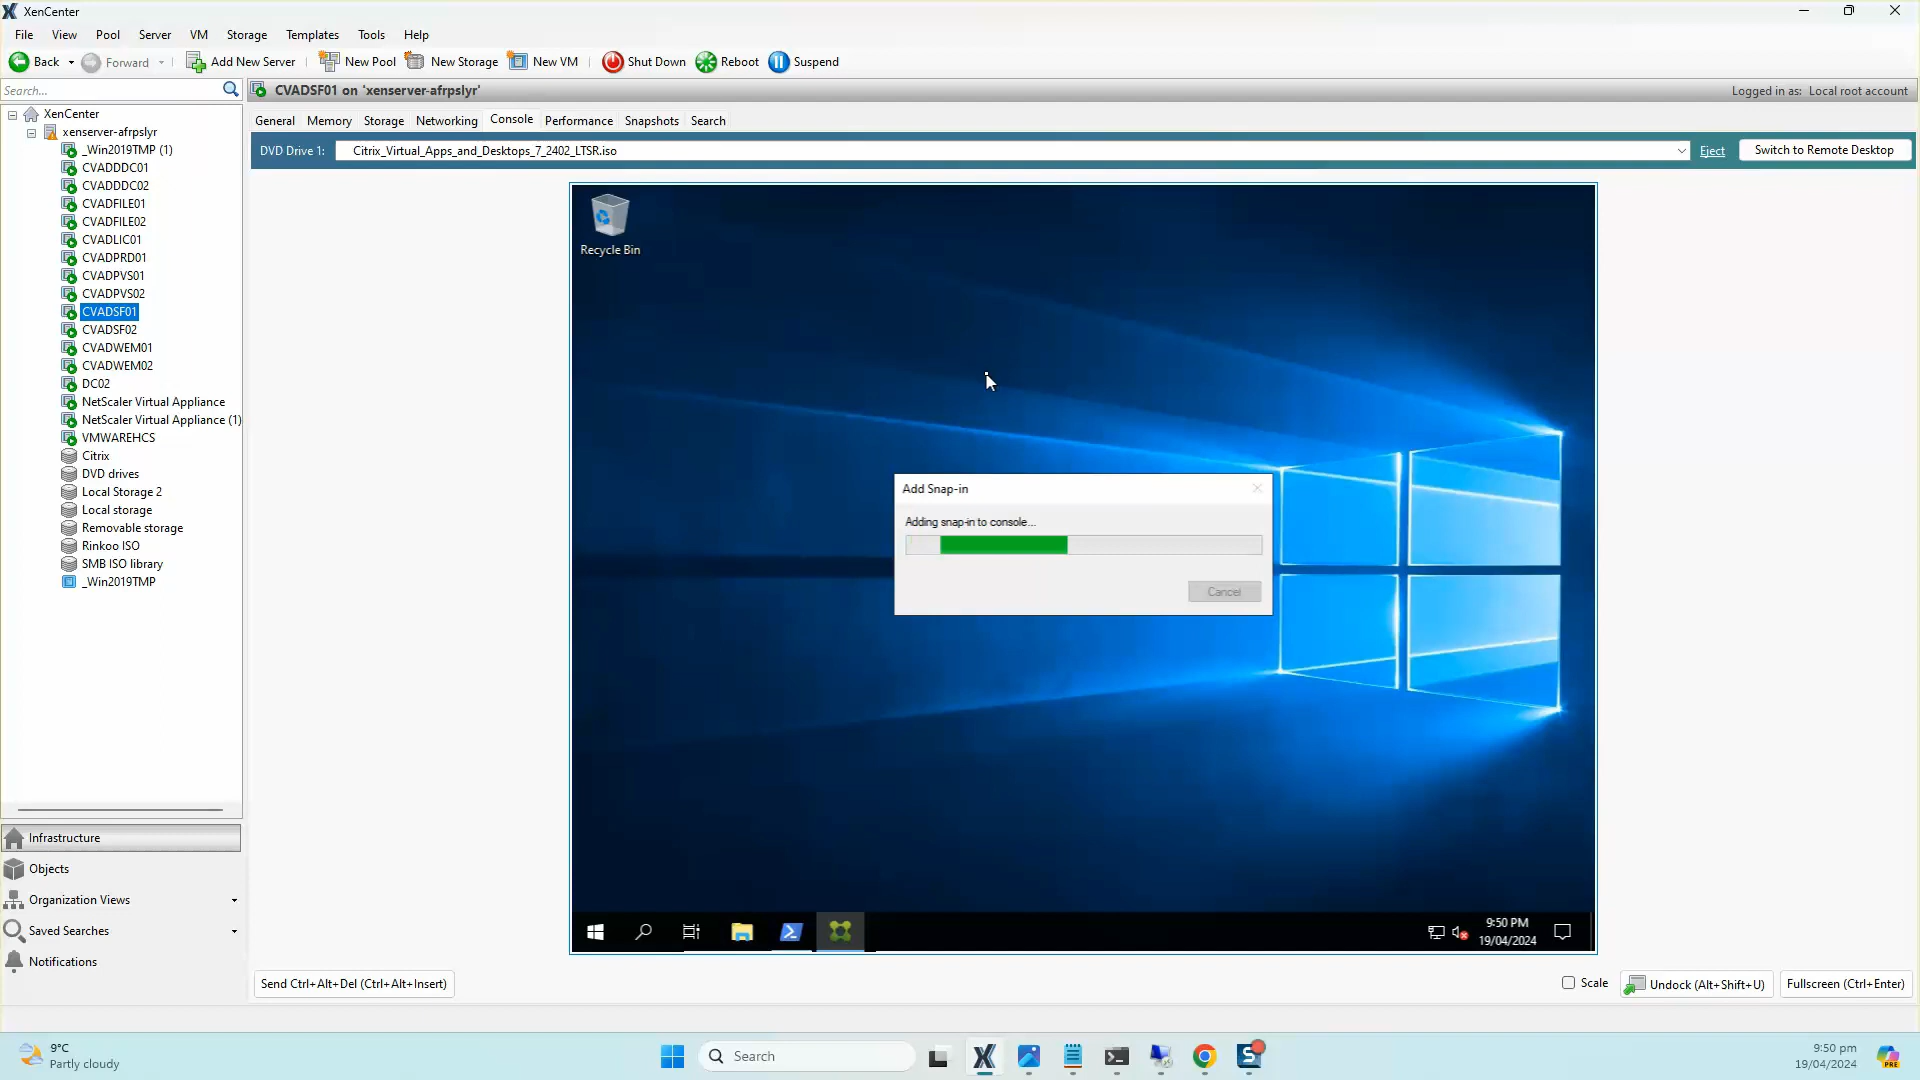 XenCenter
File View Pool Server VM Storage Templates Tools Help
Back Forward Add New Server New Pool New Storage New VM Shut Down Reboot Suspend
Search...
CVADSF01 on 'xenserver-afrpslyr'
Logged in as: Local root account
XenCenter
xenserver-afrpslyr
_Win2019TMP (1)
CVADDDC01
CVADDDC02
CVADFILE01
CVADFILE02
CVADLIC01
CVADPRD01
CVADPVS01
CVADPVS02
CVADSF01
CVADSF02
CVADWEM01
CVADWEM02
DC02
NetScaler Virtual Appliance
NetScaler Virtual Appliance (1)
VMWAREHCS
Citrix
DVD drives
Local Storage 2
Local storage
Removable storage
Rinkoo ISO
SMB ISO library
_Win2019TMP
Infrastructure
Objects
Organization Views
Saved Searches
Notifications
General Memory Storage Networking Console Performance Snapshots Search
DVD Drive 1: Citrix_Virtual_Apps_and_Desktops_7_2402_LTSR.iso Eject Switch to Remote Desktop
Recycle Bin
Add Snap-in
Adding snap-in to console...
Cancel
9:50 PM
19/04/2024
Send Ctrl+Alt+Del (Ctrl+Alt+Insert)
Scale Undock (Alt+Shift+U) Fullscreen (Ctrl+Enter)
9°C
Partly cloudy
Search
9:50 pm
19/04/2024
PRE